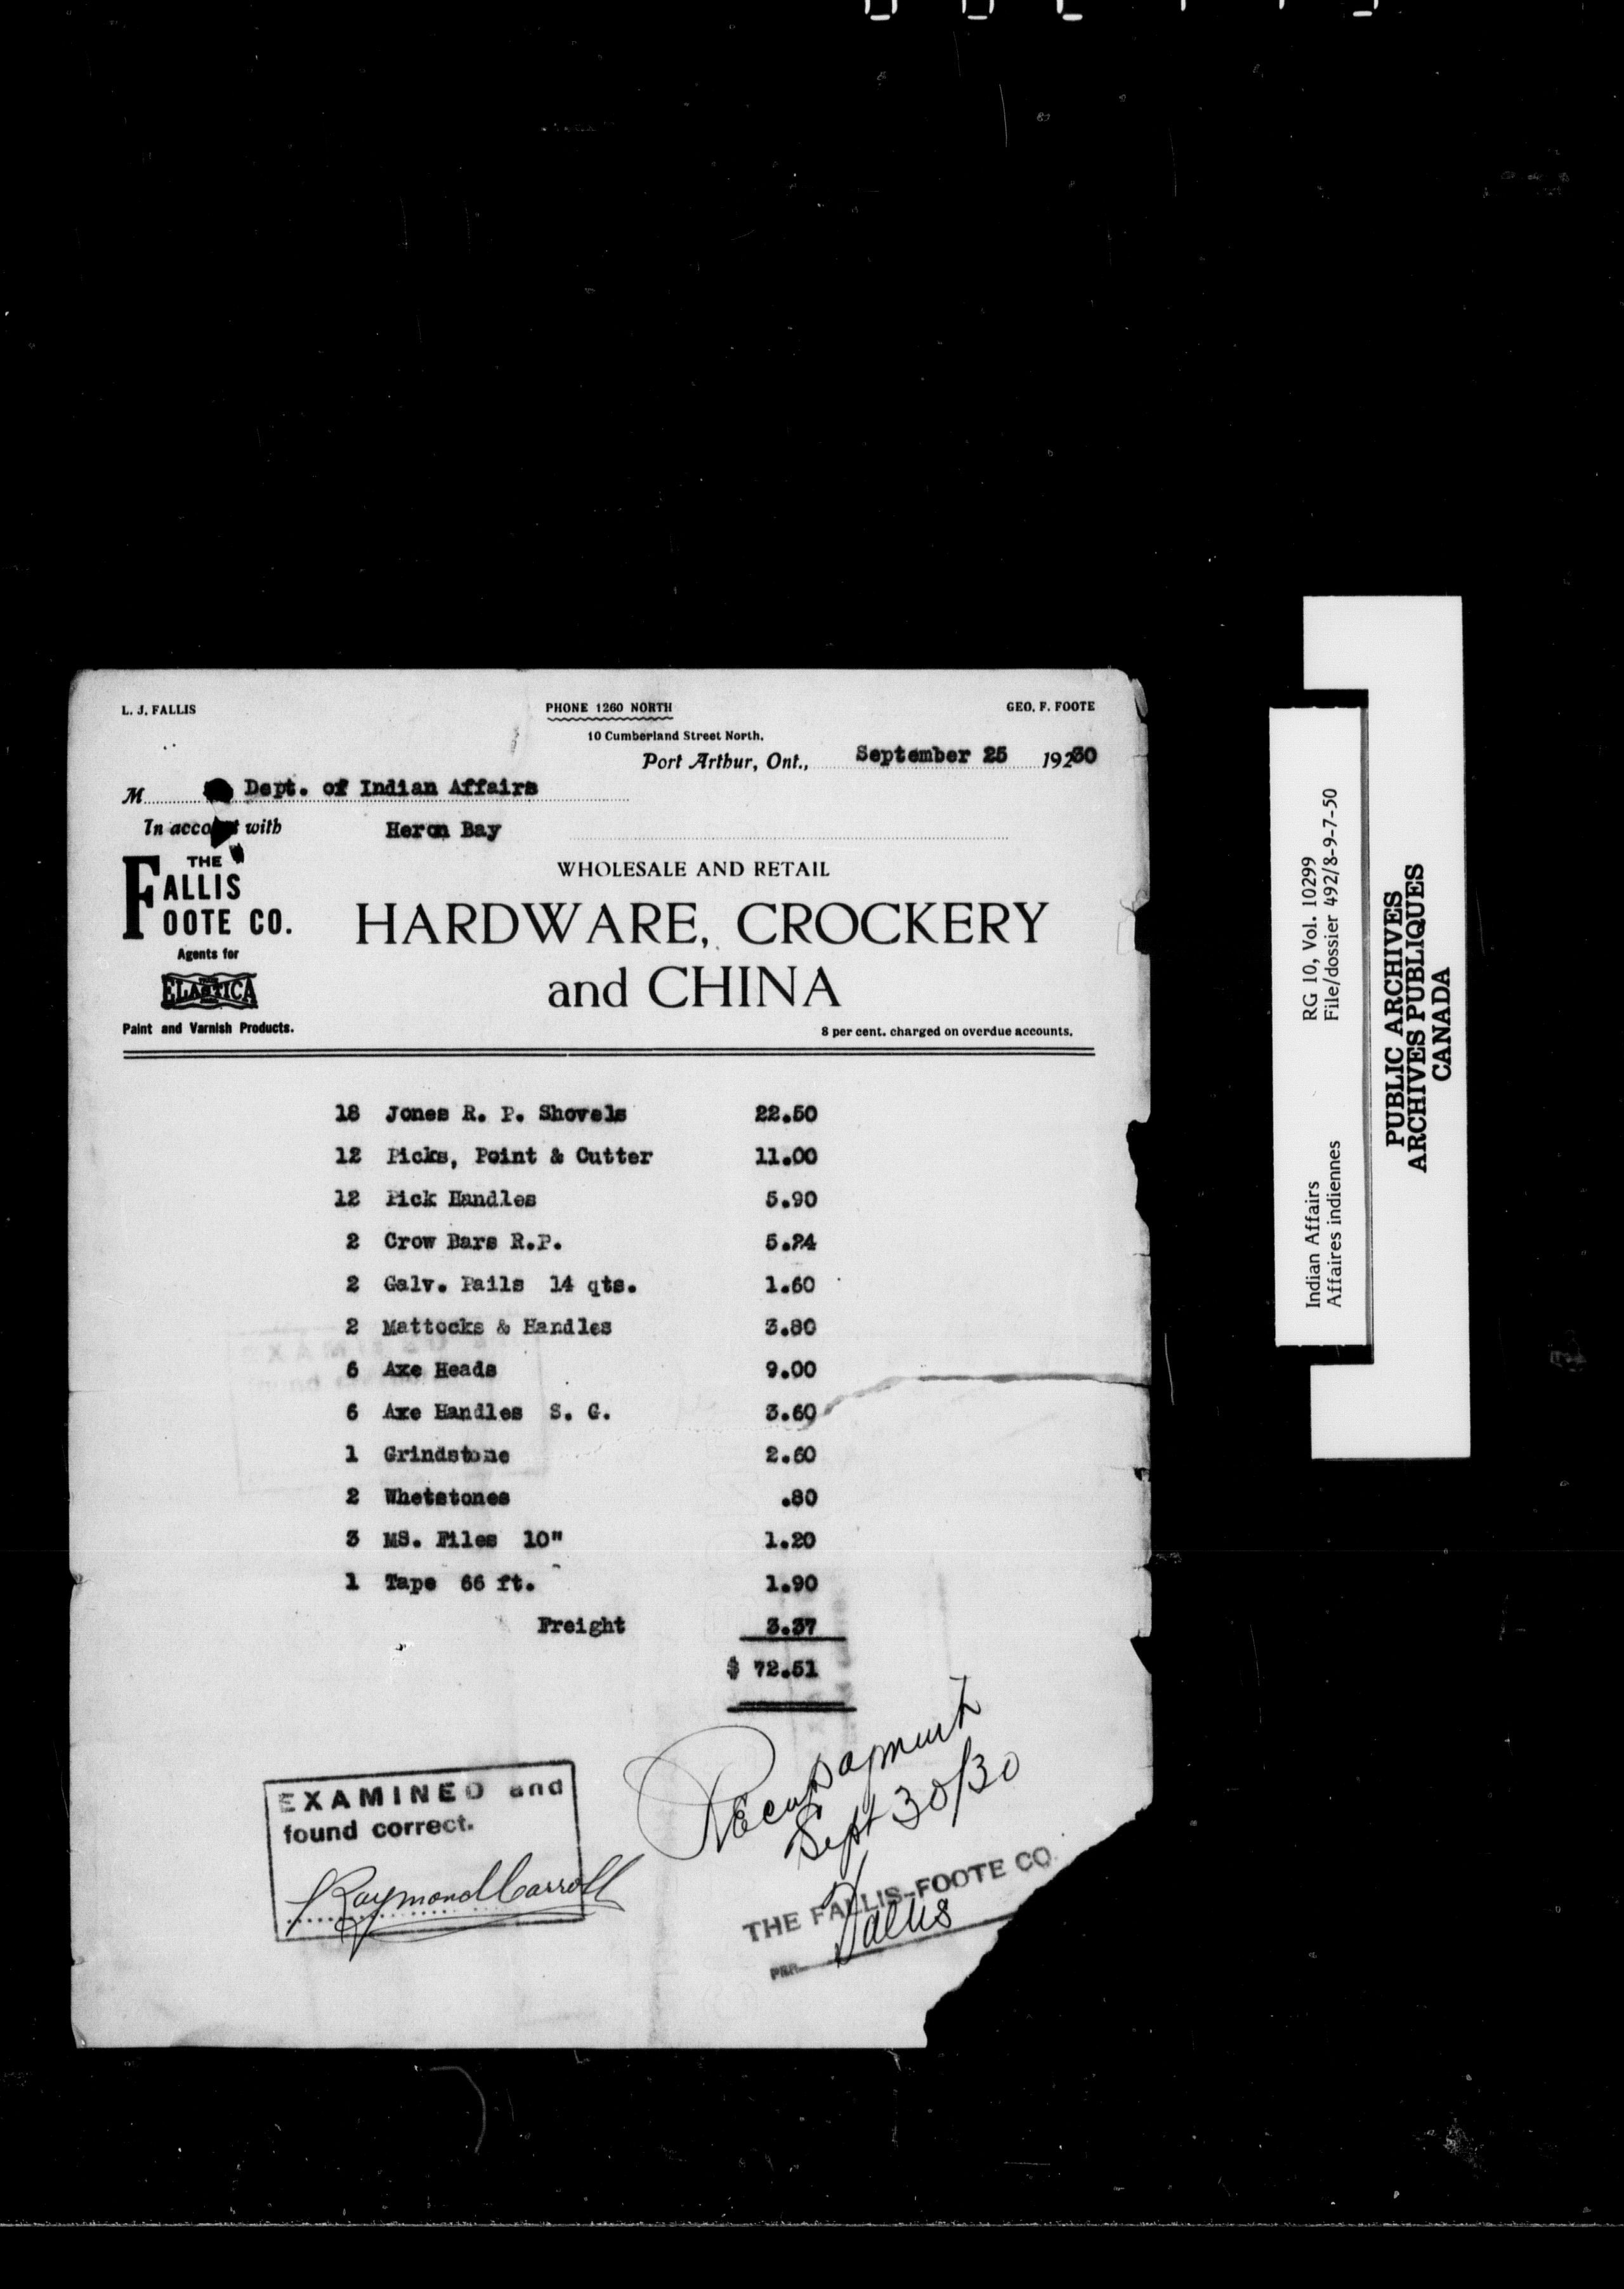 L. J. FALLIS
PHONE 1260 NORTH
GEO. F. FOOTE
10 Cumberland Street North,
Port Arthur, Ont., September 25 19230
M Dept. of Indian Affairs
In account with Heron Bay
THE
FALLIS
FOOTE CO.
Agents for
ELASTICA
Paint and Varnish Products.
WHOLESALE AND RETAIL
HARDWARE, CROCKERY
and CHINA
8 per cent. charged on overdue accounts.
18 Jones R. P. Shovels 22.50
12 Picks, Point & Cutter 11.00
12 Pick Handles 5.90
2 Crow Bars R.P. 5.24
2 Galv. Pails 14 qts. 1.60
2 Mattocks & Handles 3.80
6 Axe Heads 9.00
6 Axe Handles S. G. 3.60
1 Grindstone 2.60
2 Whetstones .80
3 MS. Files 10" 1.20
1 Tape 66 ft. 1.90
Freight 3.37
$ 72.51
Rec payment
Sept 30/30
EXAMINED and
found correct.
Raymond Carroll
THE FALLIS-FOOTE CO.
Fallis
PER
Indian Affairs RG 10, Vol. 10299
Affaires indiennes File/dossier 492/8-9-7-50
PUBLIC ARCHIVES
ARCHIVES PUBLIQUES
CANADA